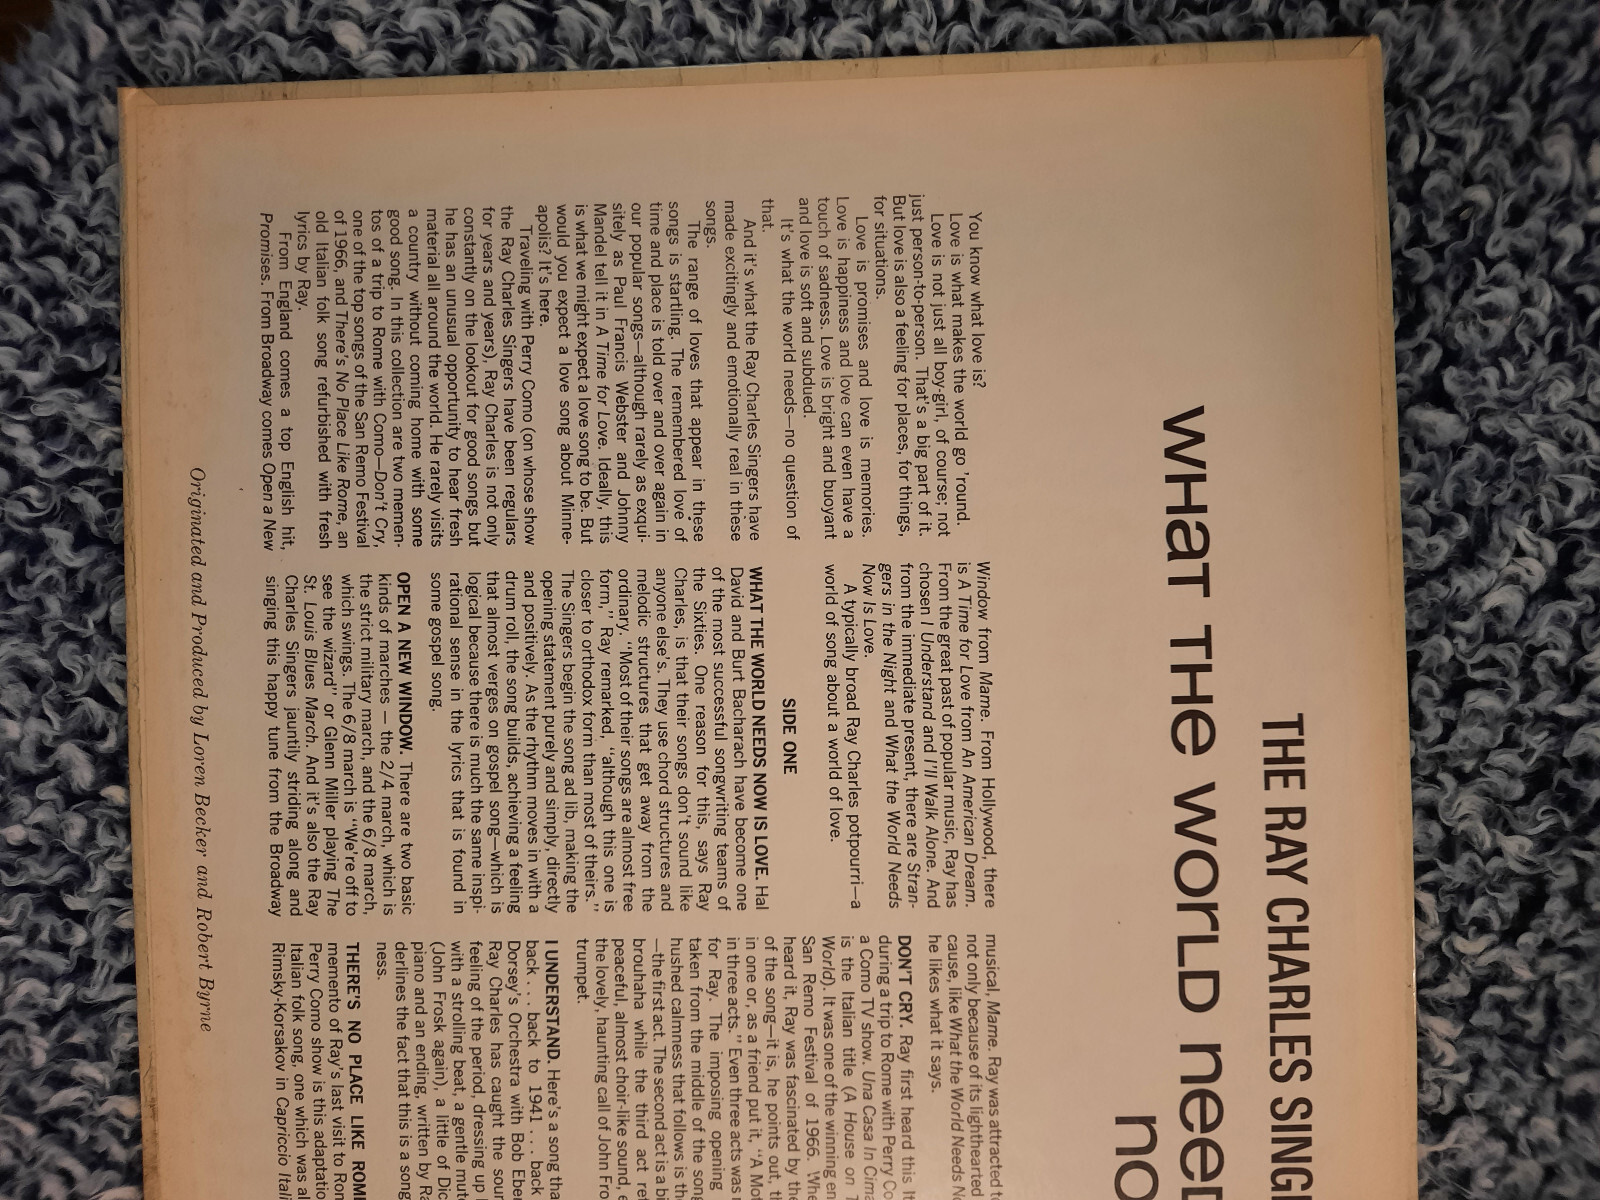 THE RAY CHARLES
WHAT THE WORLD
You know what love is?
Love is what makes the world go 'round.
Love is not just all boy-girl, of course; not
just person-to-person. That's a big part of it.
But love is also a feeling for places, for things,
for situations.
Love is promises and love is memories.
Love is happiness and love can even have a
touch of sadness. Love is bright and buoyant
and love is soft and subdued.
It's what the world needs—no question of
that.
And it's what the Ray Charles Singers have
made excitingly and emotionally real in these
songs.
The range of loves that appear in these
songs is startling. The remembered love of
time and place is told over and over again in
our popular songs—although rarely as exqui-
sitely as Paul Francis Webster and Johnny
Mandel tell it in A Time for Love. Ideally, this
is what we might expect a love song to be. But
would you expect a love song about Minne-
apolis? It's here.
Traveling with Perry Como (on whose show
the Ray Charles Singers have been regulars
for years and years), Ray Charles is not only
constantly on the lookout for good songs but
he has an unusual opportunity to hear fresh
material all around the world. He rarely visits
a country without coming home with some
good song. In this collection are two memen-
tos of a trip to Rome with Como—Don't Cry,
one of the top songs of the San Remo Festival
of 1966, and There's No Place Like Rome, an
old Italian folk song refurbished with fresh
lyrics by Ray.
From England comes a top English hit,
Promises. From Broadway comes Open a New
Window from Mame. From Hollywood, there
is A Time for Love from An American Dream.
From the great past of popular music, Ray has
chosen I Understand and I'll Walk Alone. And
from the immediate present, there are Stran-
gers in the Night and What the World Needs
Now Is Love.
A typically broad Ray Charles potpourri—a
world of song about a world of love.
SIDE ONE
WHAT THE WORLD NEEDS NOW IS LOVE. Hal
David and Burt Bacharach have become one
of the most successful songwriting teams of
the Sixties. One reason for this, says Ray
Charles, is that their songs don't sound like
anyone else's. They use chord structures and
melodic structures that get away from the
ordinary. "Most of their songs are almost free
form," Ray remarked, "although this one is
closer to orthodox form than most of theirs."
The Singers begin the song ad lib, making the
opening statement purely and simply, directly
and positively. As the rhythm moves in with a
drum roll, the song builds, achieving a feeling
that almost verges on gospel song—which is
logical because there is much the same inspi-
rational sense in the lyrics that is found in
some gospel song.
OPEN A NEW WINDOW. There are two basic
kinds of marches — the 2/4 march, which is
the strict military march, and the 6/8 march,
which swings. The 6/8 march is "We're off to
see the wizard" or Glenn Miller playing The
St. Louis Blues March. And it's also the Ray
Charles Singers jauntily striding along and
singing this happy tune from the Broadway
musical, Mame. Ray was attracted
not only because of its lighthearted
cause, like What the World Needs
he likes what it says.
DON'T CRY. Ray first heard this
during a trip to Rome with Perry
a Como TV show. Una Casa In
is the Italian title (A House on
World). It was one of the winning
San Remo Festival of 1966.
heard it, Ray was fascinated by the
of the song—it is, he points out,
in one or, as a friend put it, "A
in three acts." Even three acts was
for Ray. The imposing opening
taken from the middle of the
hushed calmness that follows is
—the first act. The second act is a
brouhaha while the third act
peaceful, almost choir-like sound,
the lovely, haunting call of John
trumpet.
I UNDERSTAND. Here's a song
back . . . back to 1941 . . . back
Dorsey's Orchestra with Bob
Ray Charles has caught the
feeling of the period, dressing up
with a strolling beat, a gentle
(John Frosk again), a little of
piano and an ending, written by
derlines the fact that this is a song
ness.
THERE'S NO PLACE LIKE
memento of Ray's last visit to
Perry Como show is this
Italian folk song, one which was
Rimsky-Korsakov in Capriccio
Originated and Produced by Loren Becker and Robert Byrne